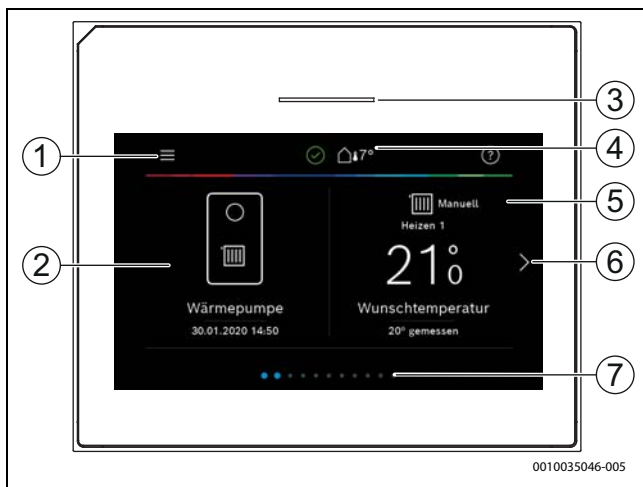 1
2
3
4
5
6
7
7°
?
Manuell
Heizen 1
21°0
Wärmepumpe
30.01.2020 14:50
Wunschtemperatur
20° gemessen
0010035046-005